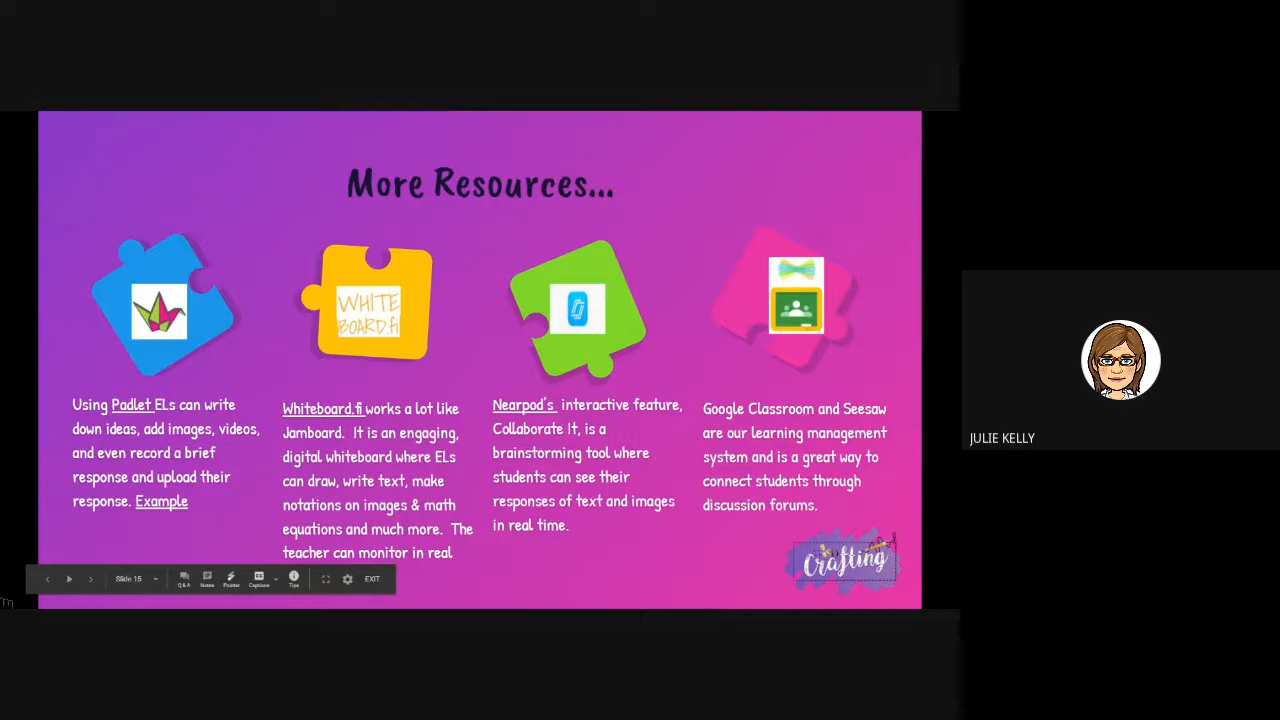 More Resources...
WHITE
BOARD.fi
Using Padlet ELs can write
down ideas, add images, videos,
and even record a brief
response and upload their
response. Example
Whiteboard.fi works a lot like
Jamboard. It is an engaging,
digital whiteboard where ELs
can draw, write text, make
notations on images & math
equations and much more. The
teacher can monitor in real
Nearpod's interactive feature,
Collaborate It, is a
brainstorming tool where
students can see their
responses of text and images
in real time.
Google Classroom and Seesaw
are our learning management
system and is a great way to
connect students through
discussion forums.
Crafting
Slide 15
Q&A
Notes
Pointer
Captions
Tips
EXIT
JULIE KELLY